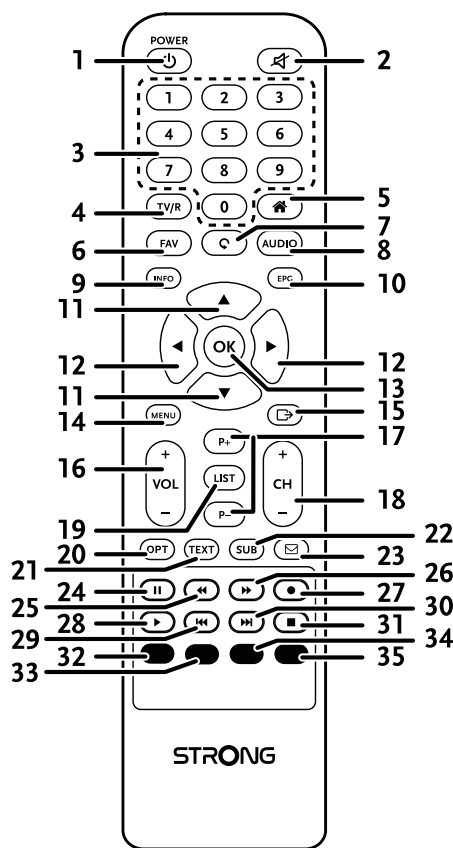 POWER
1
2
1 2 3
4 5 6
3
7 8 9
4 TV/R 0 5
6 FAV AUDIO 7
8
9 INFO EPG 10
11
12 OK 12
13
11
14 MENU 15
P+ 17
16 + VOL − LIST + CH − 18
P−
19
20 OPT TEXT SUB 22
21 23
24 26
25 27
28 30
29 31
32 34
33 35
STRONG